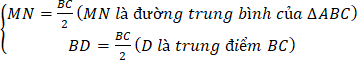 MN = BC/2 (MN là đường trung bình của ΔABC)
BD = BC/2 (D là trung điểm BC)